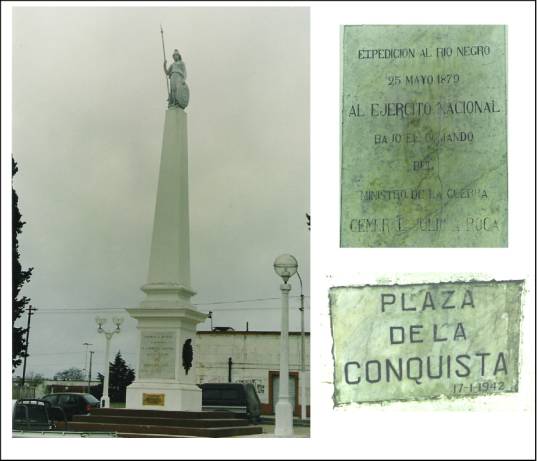 EXPEDICION AL RIO NEGRO
25 MAYO 1879
AL EJERCITO NACIONAL
BAJO EL COMANDO
DEL
MINISTRO DE LA GUERRA
GENERAL JULIO A. ROCA
PLAZA
DE LA
CONQUISTA
17-1-1942